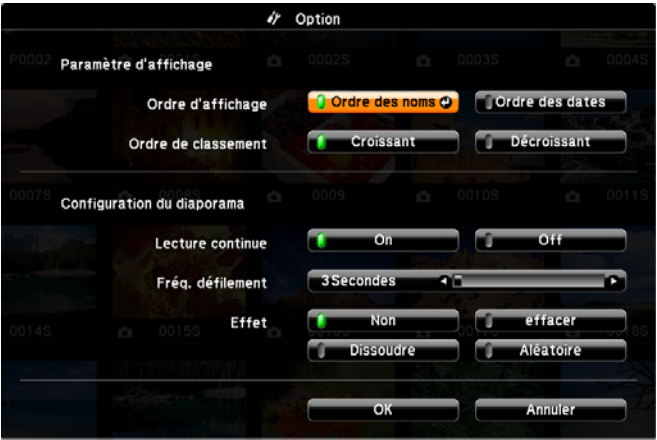 Option
P0002
0002S
0003S
0004S
Paramètre d'affichage
Ordre d'affichage Ordre des noms Ordre des dates
Ordre de classement Croissant Décroissant
0007S 0008S 0009 0010S 0011S
Configuration du diaporama
Lecture continue On Off
Fréq. défilement 3Secondes
Effet Non effacer
0014S 0015S
Dissoudre Aléatoire
OK Annuler